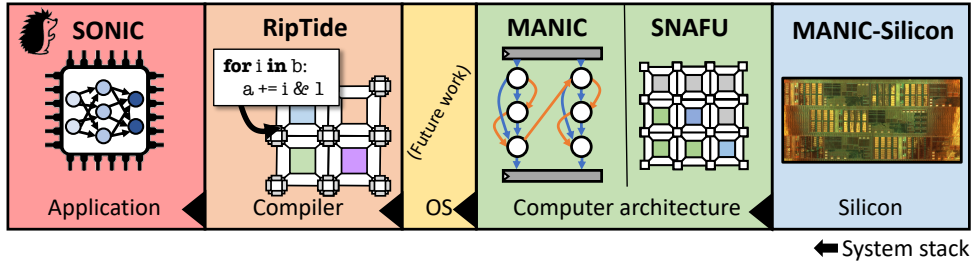 SONIC
RipTide
MANIC
SNAFU
MANIC-Silicon
for i in b:
a += i & 1
(Future work)
Application
Compiler
OS
Computer architecture
Silicon
System stack